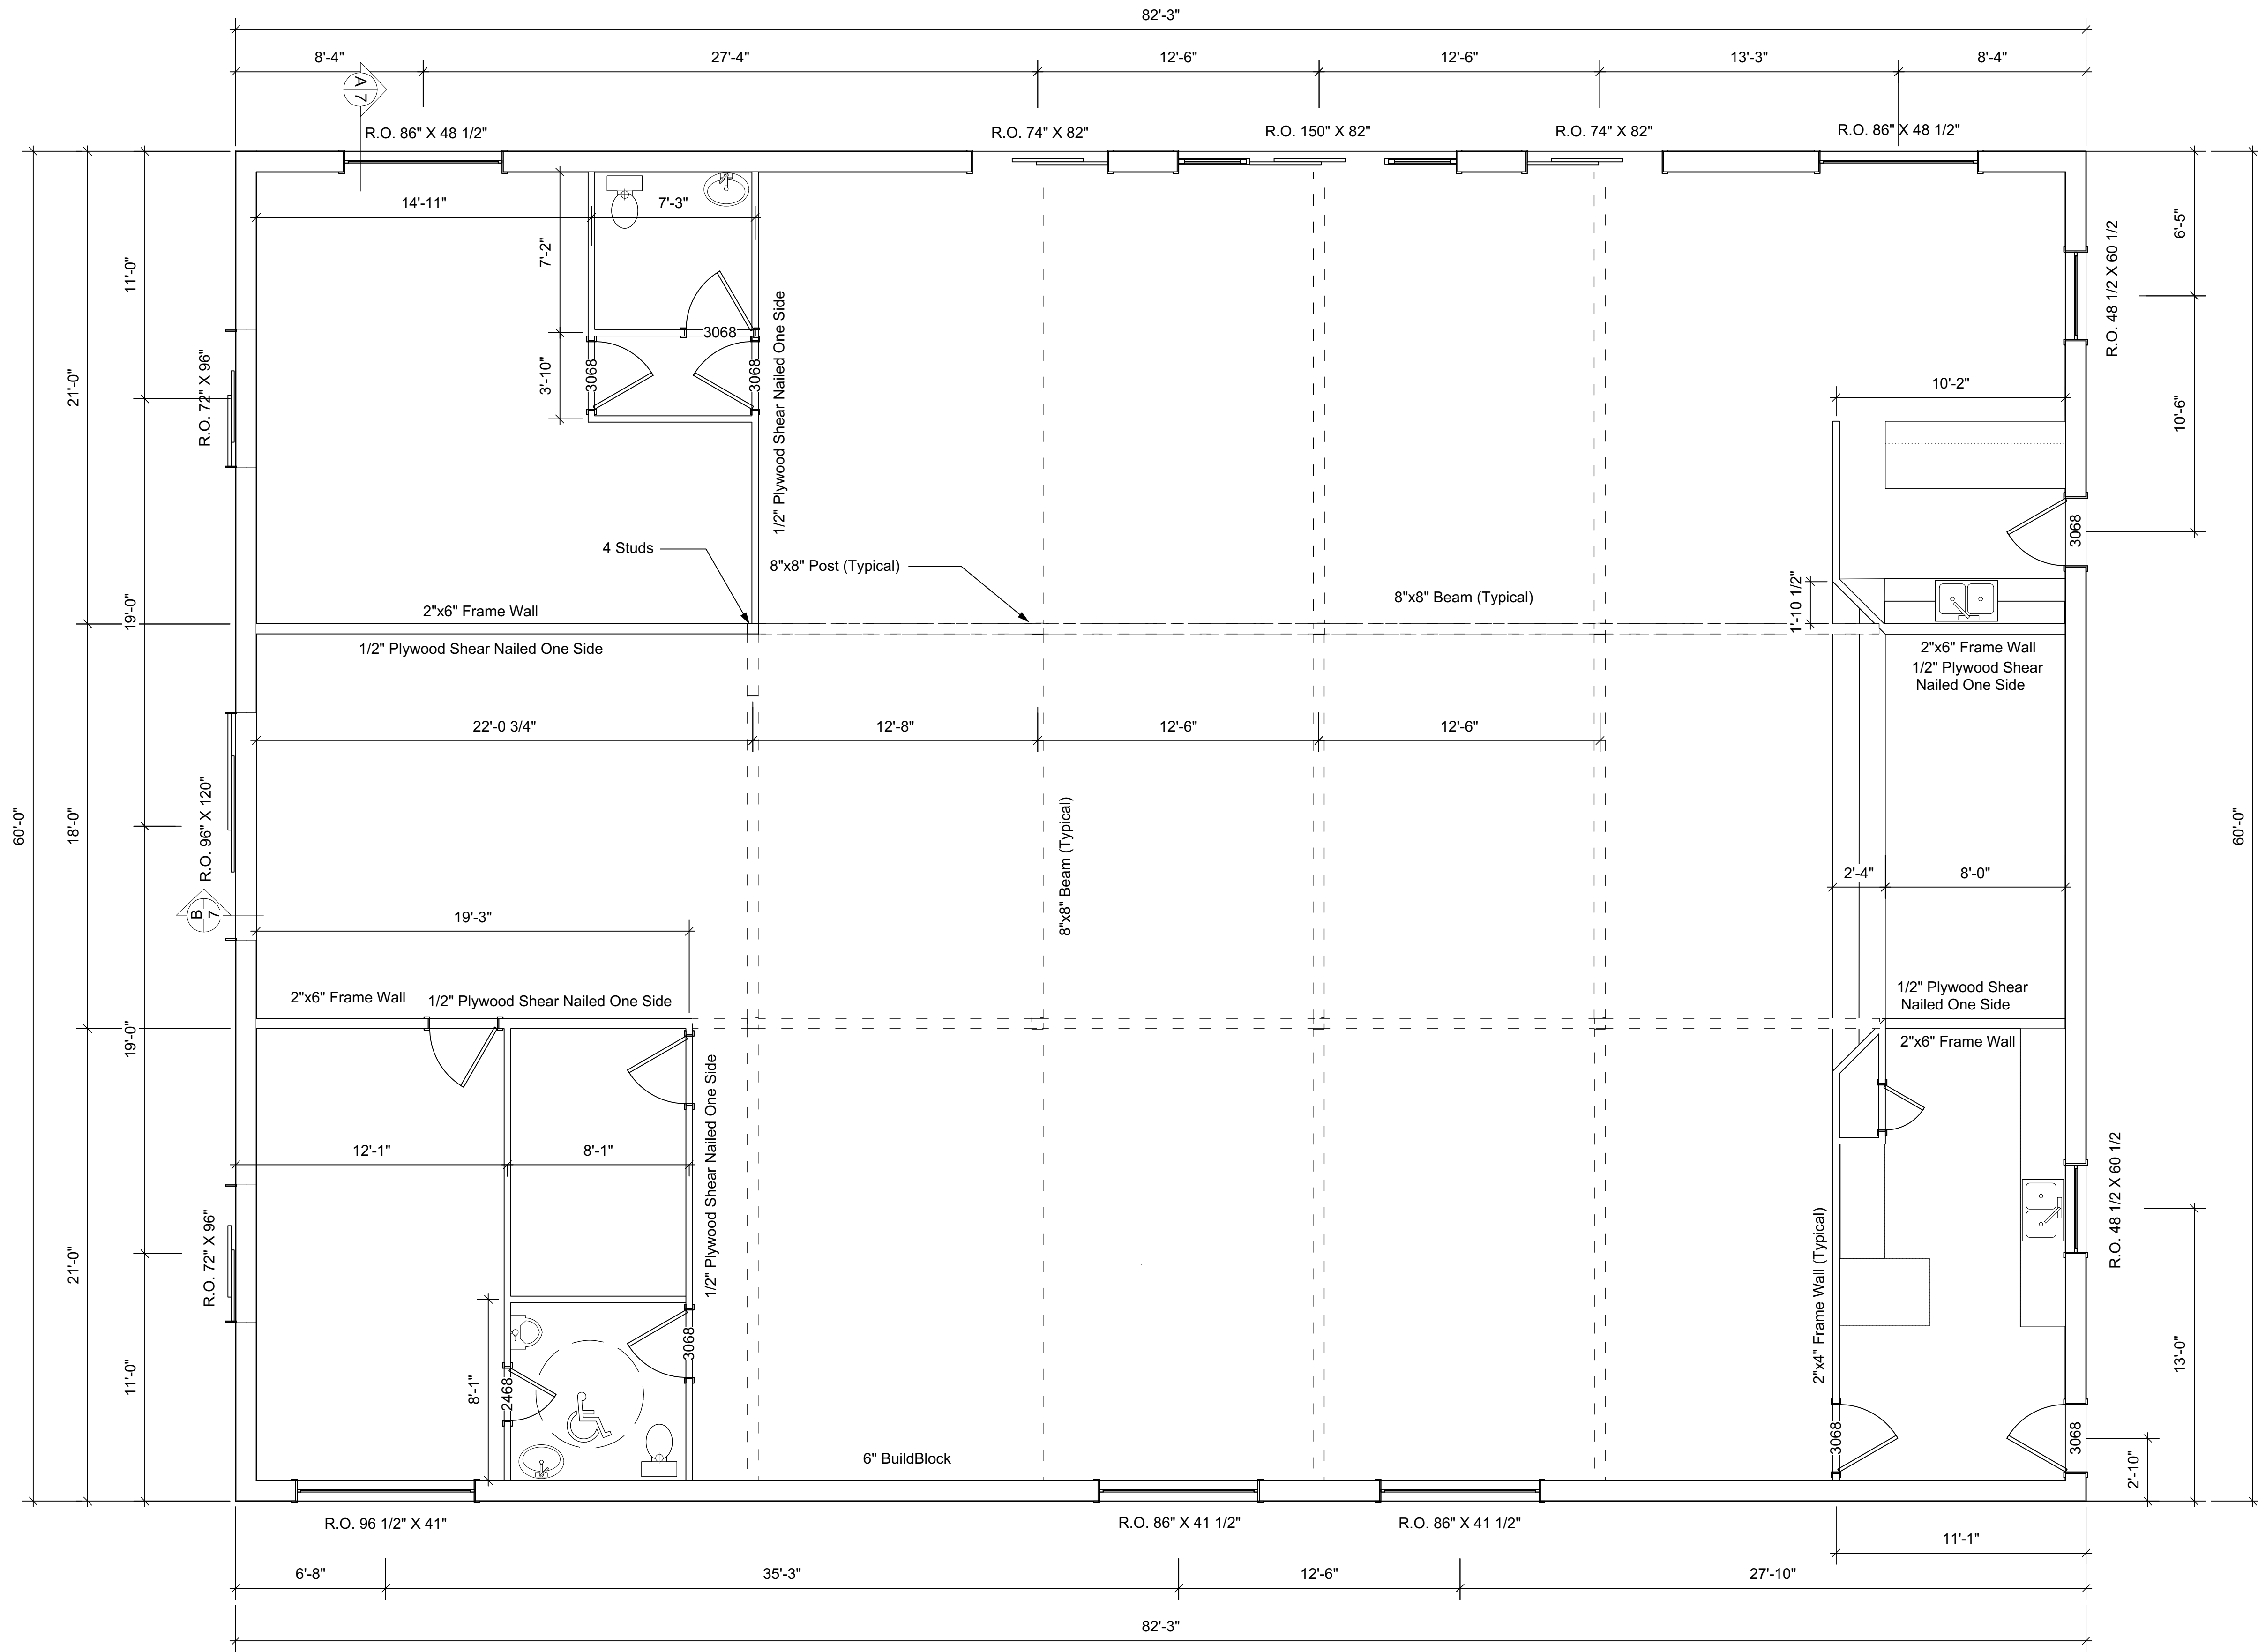 82'-3"
8'-4"
27'-4"
12'-6"
12'-6"
13'-3"
8'-4"
A 7
R.O. 86" X 48 1/2"
R.O. 74" X 82"
R.O. 150" X 82"
R.O. 74" X 82"
R.O. 86" X 48 1/2"
14'-11"
7'-3"
7'-2"
3'-10"
3068
3068
3068
1/2" Plywood Shear Nailed One Side
11'-0"
21'-0"
19'-0"
R.O. 72" X 96"
6'-5"
R.O. 48 1/2 X 60 1/2
10'-6"
10'-2"
3068
4 Studs
8"x8" Post (Typical)
8"x8" Beam (Typical)
1'-10 1/2"
2"x6" Frame Wall
1/2" Plywood Shear Nailed One Side
2"x6" Frame Wall
1/2" Plywood Shear
Nailed One Side
22'-0 3/4"
12'-8"
12'-6"
12'-6"
60'-0"
18'-0"
R.O. 96" X 120"
B
7
8"x8" Beam (Typical)
60'-0"
2'-4"
8'-0"
19'-3"
2"x6" Frame Wall
1/2" Plywood Shear Nailed One Side
1/2" Plywood Shear
Nailed One Side
2"x6" Frame Wall
19'-0"
12'-1"
8'-1"
1/2" Plywood Shear Nailed One Side
R.O. 48 1/2 X 60 1/2
21'-0"
R.O. 72" X 96"
11'-0"
8'-1"
2468
3068
2"x4" Frame Wall (Typical)
13'-0"
3068
3068
2'-10"
6" BuildBlock
R.O. 96 1/2" X 41"
R.O. 86" X 41 1/2"
R.O. 86" X 41 1/2"
11'-1"
6'-8"
35'-3"
12'-6"
27'-10"
82'-3"